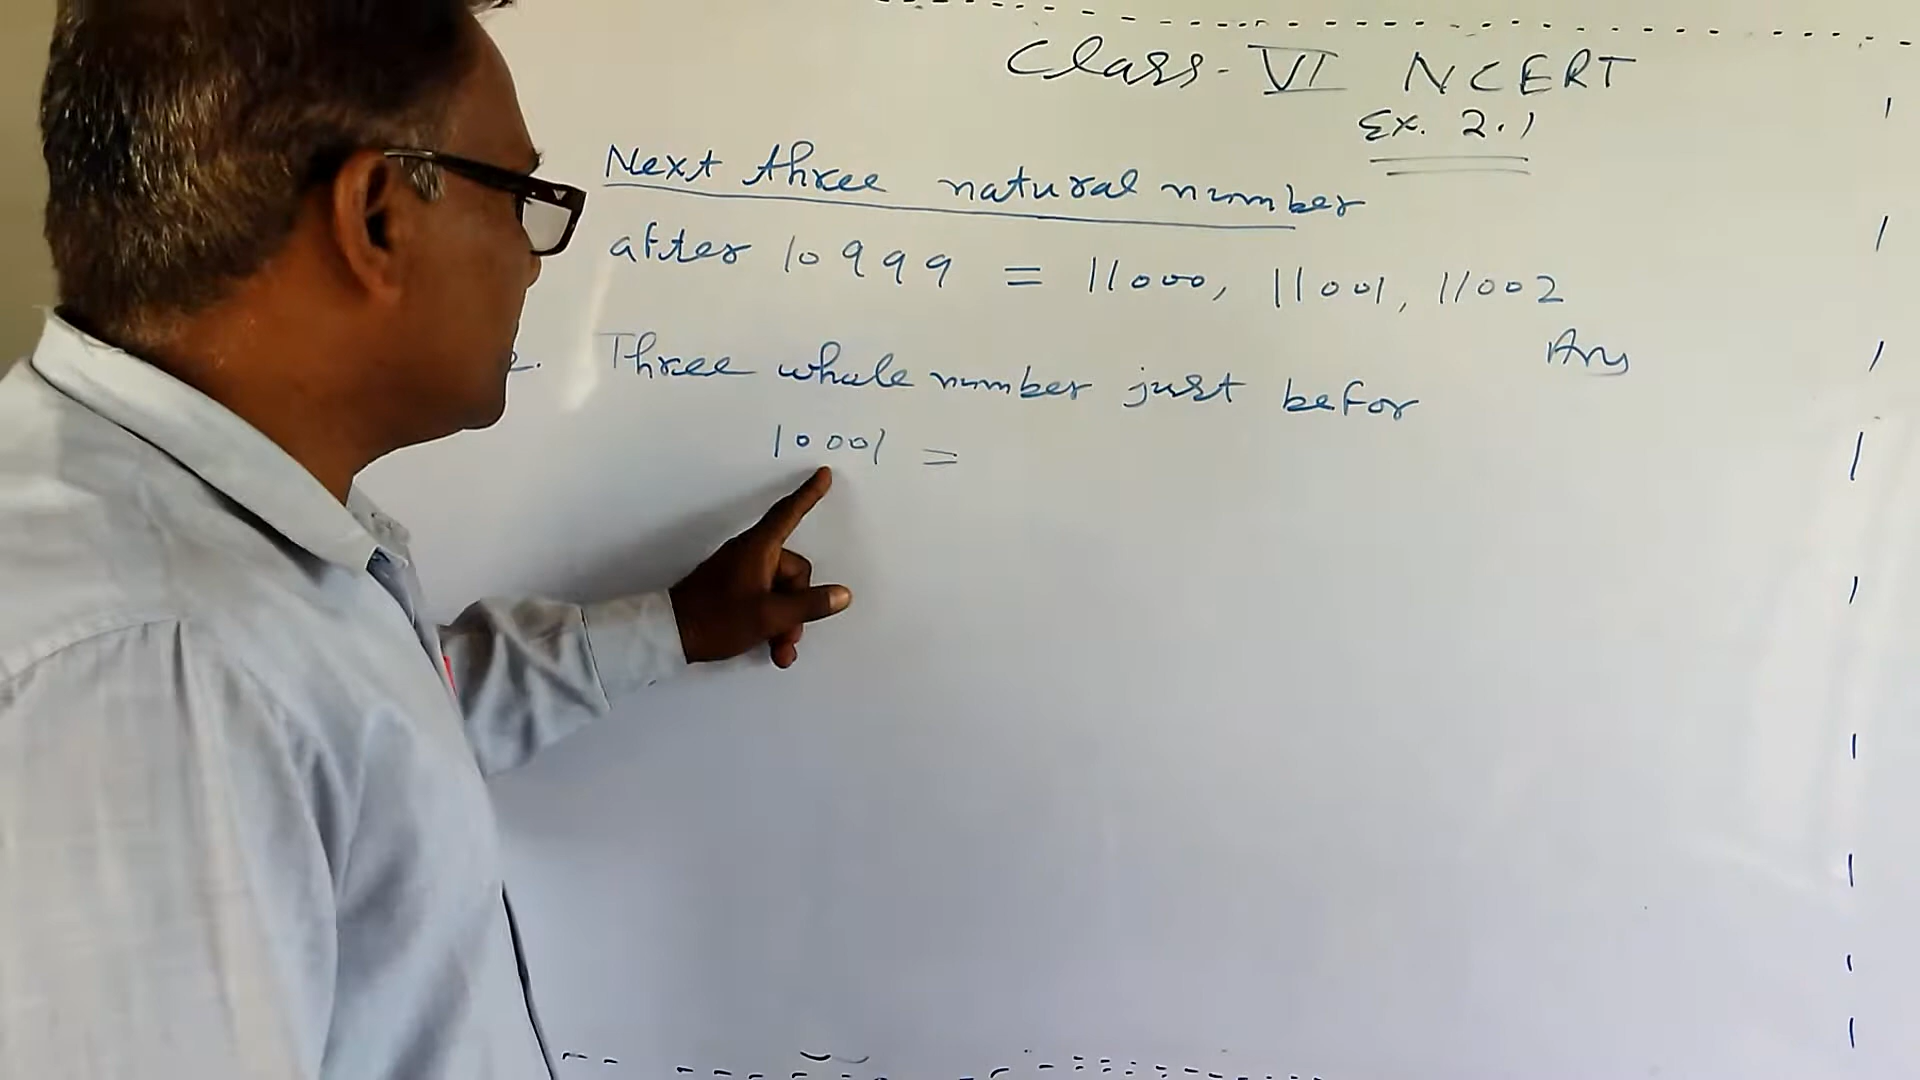 Class - VI NCERT
Ex. 2.1
Next three natural number
after 10999 = 11000, 11001, 11002
Ans
2. Three whole number just befor
10001 =